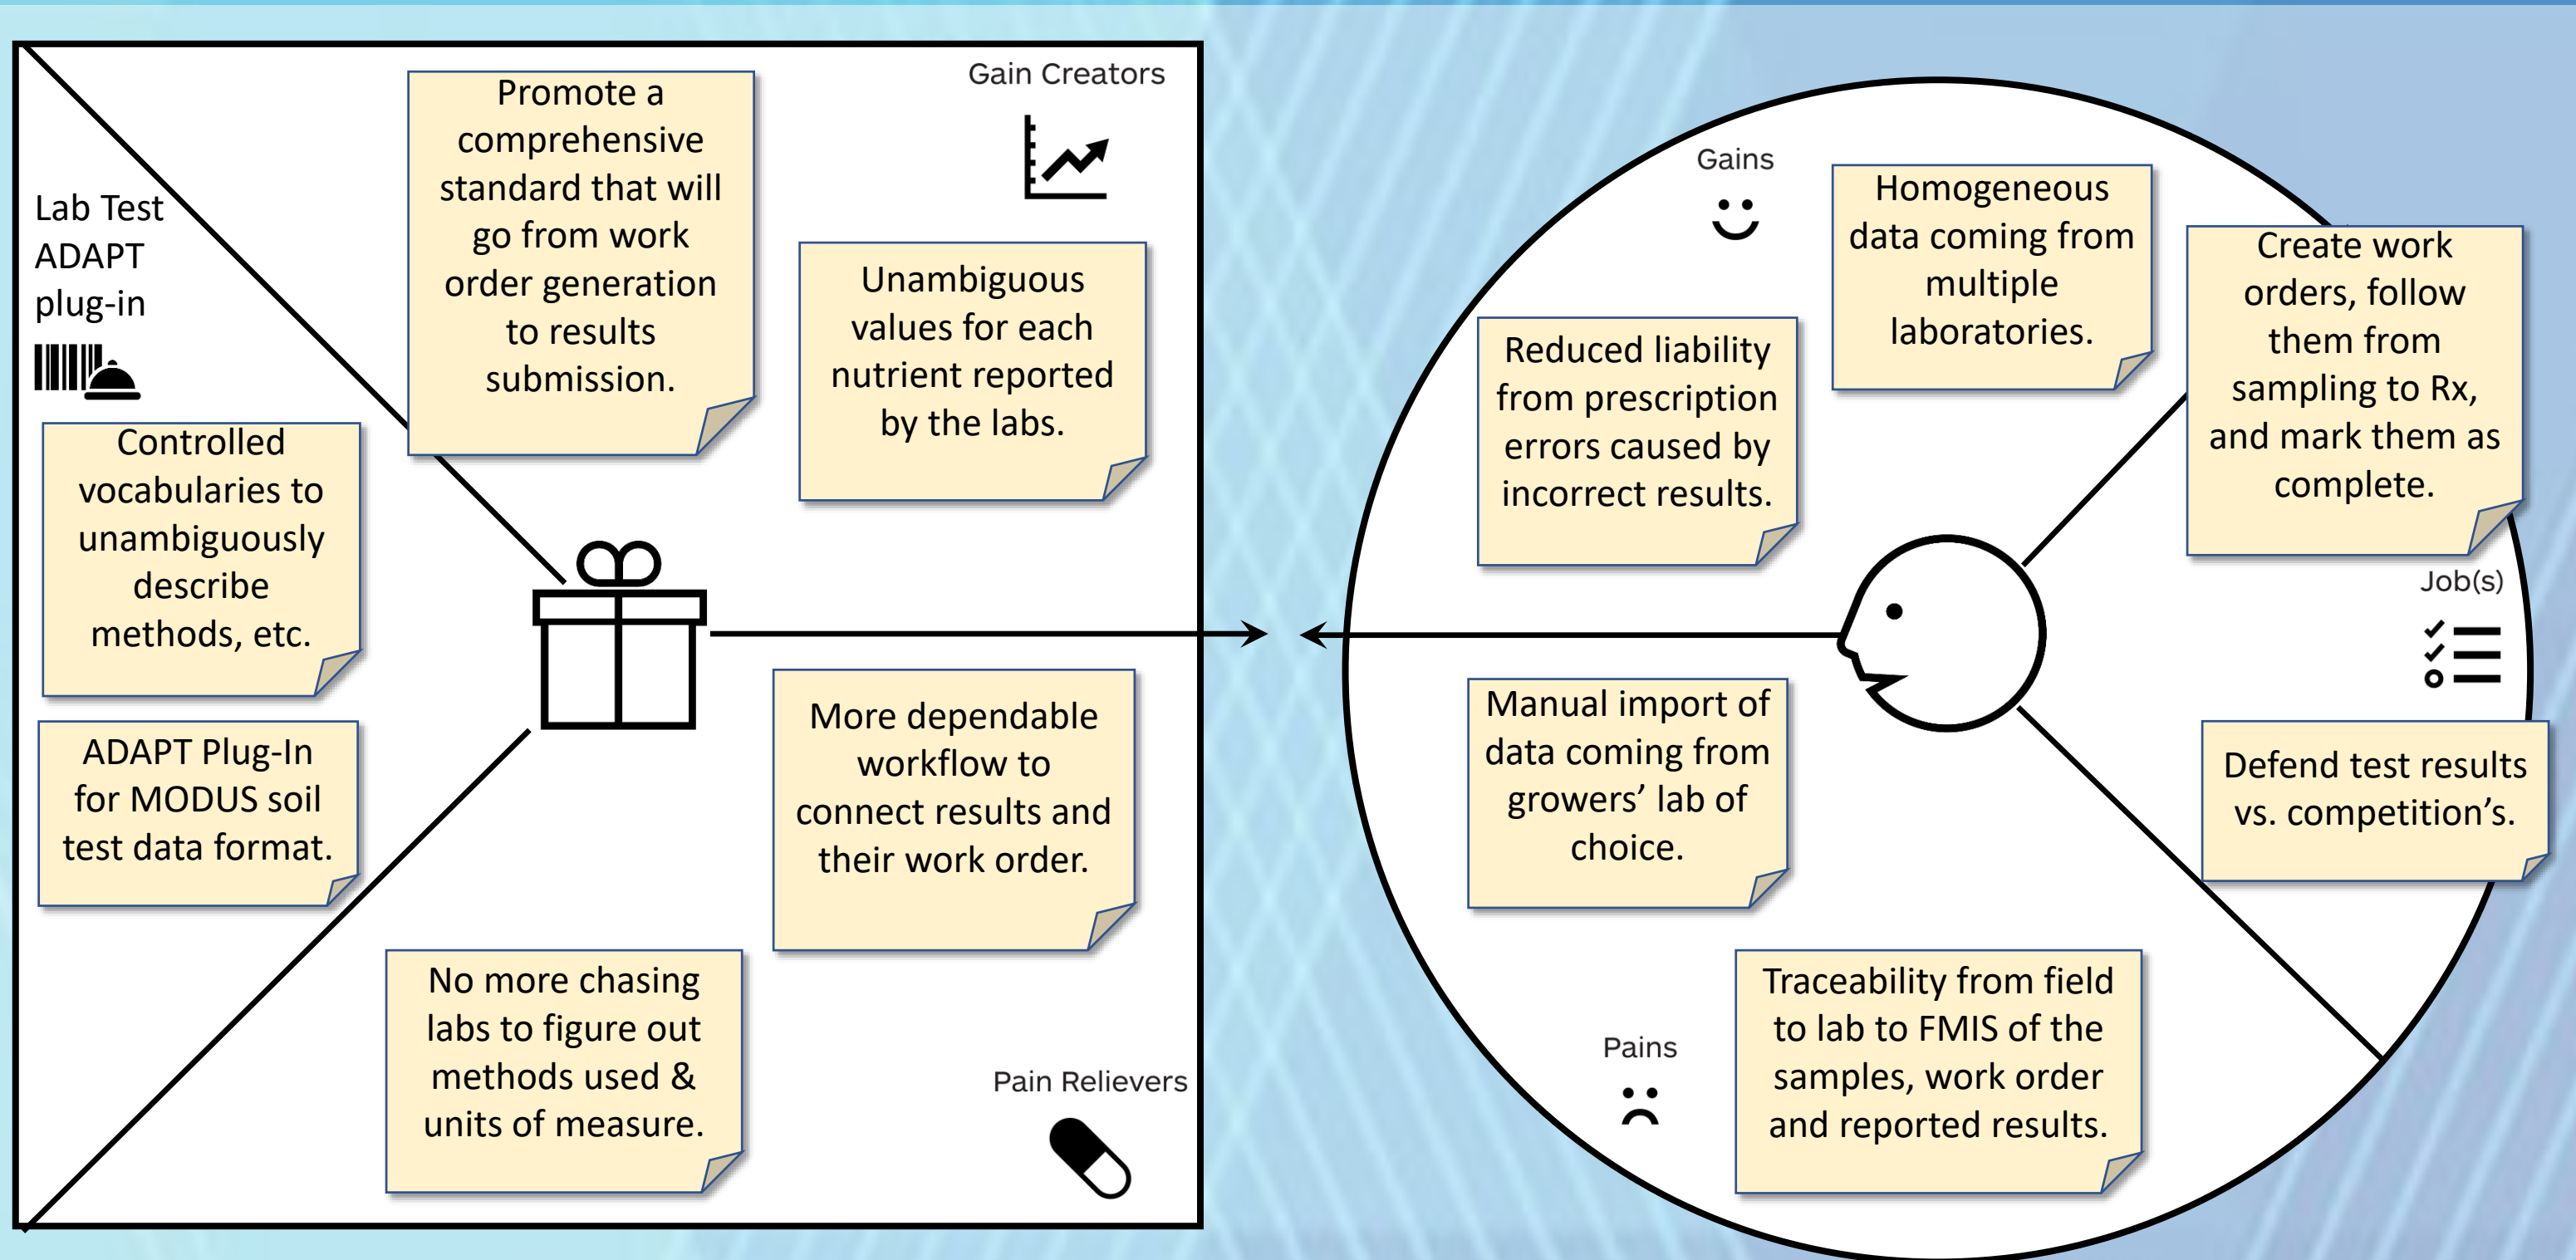 Lab Test
ADAPT
plug-in
Controlled
vocabularies to
unambiguously
describe
methods, etc.
ADAPT Plug-In
for MODUS soil
test data format.
Promote a
comprehensive
standard that will
go from work
order generation
to results
submission.
Gain Creators
Unambiguous
values for each
nutrient reported
by the labs.
More dependable
workflow to
connect results and
their work order.
No more chasing
labs to figure out
methods used &
units of measure.
Pain Relievers
Gains
Homogeneous
data coming from
multiple
laboratories.
Reduced liability
from prescription
errors caused by
incorrect results.
Create work
orders, follow
them from
sampling to Rx,
and mark them as
complete.
Job(s)
Defend test results
vs. competition’s.
Manual import of
data coming from
growers’ lab of
choice.
Pains
Traceability from field
to lab to FMIS of the
samples, work order
and reported results.